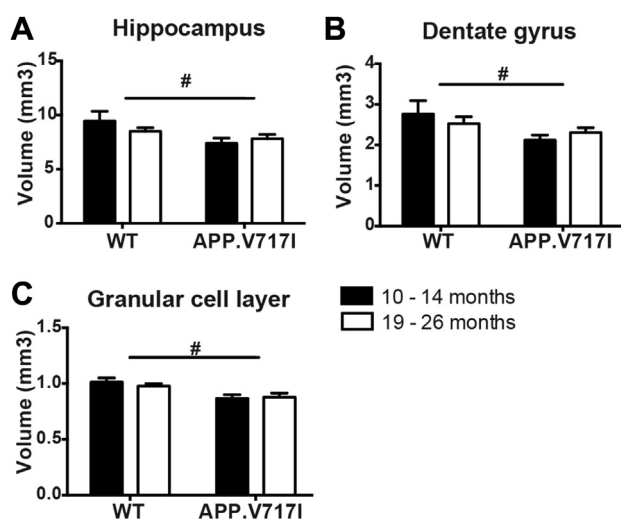 A
Hippocampus
#
Volume (mm3)
15
10
5
0
WT
APP.V717I
B
Dentate gyrus
#
Volume (mm3)
4
3
2
1
0
WT
APP.V717I
C
Granular cell layer
#
Volume (mm3)
1.5
1.0
0.5
0.0
WT
APP.V717I
10 - 14 months
19 - 26 months